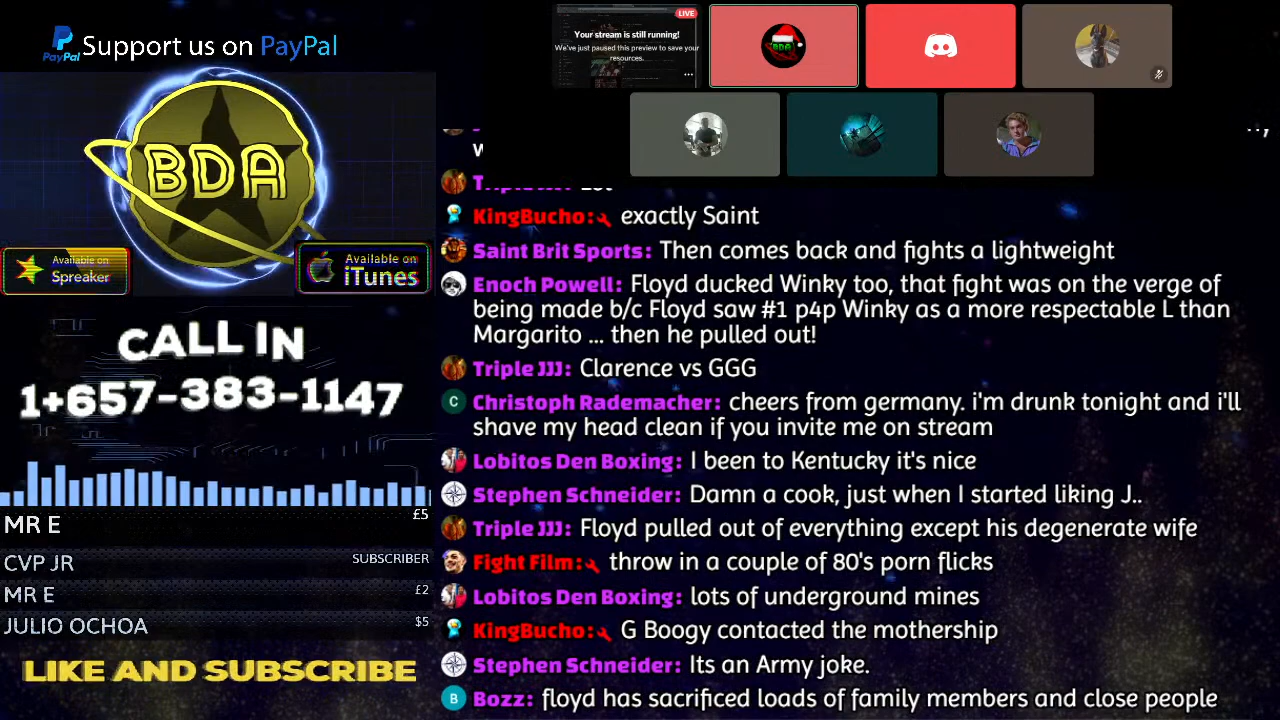 PayPal Support us on PayPal
BDA
Available on
Spreaker
Available on
iTunes
CALL IN
1+657-383-1147
MR E £5
CVP JR SUBSCRIBER
MR E £2
JULIO OCHOA $5
LIKE AND SUBSCRIBE
LIVE
Your stream is still running!
We've just paused this preview to save your
resources.
BDA
KingBucho: exactly Saint
Saint Brit Sports: Then comes back and fights a lightweight
Enoch Powell: Floyd ducked Winky too, that fight was on the verge of
being made b/c Floyd saw #1 p4p Winky as a more respectable L than
Margarito ... then he pulled out!
Triple JJJ: Clarence vs GGG
C
Christoph Rademacher: cheers from germany. i'm drunk tonight and i'll
shave my head clean if you invite me on stream
Lobitos Den Boxing: I been to Kentucky it's nice
Stephen Schneider: Damn a cook, just when I started liking J..
Triple JJJ: Floyd pulled out of everything except his degenerate wife
Fight Film: throw in a couple of 80's porn flicks
Lobitos Den Boxing: lots of underground mines
KingBucho: G Boogy contacted the mothership
Stephen Schneider: Its an Army joke.
B
Bozz: floyd has sacrificed loads of family members and close people